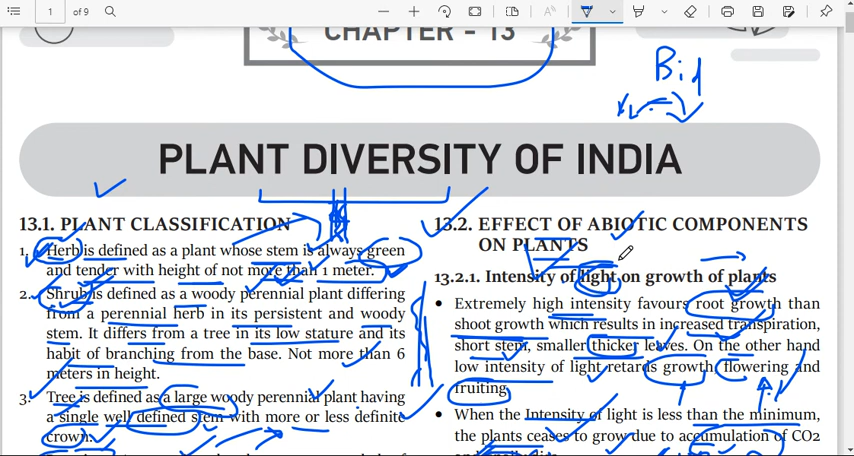 1 of 9
CHAPTER - 13
Bid
PLANT DIVERSITY OF INDIA
13.1. PLANT CLASSIFICATION
1. Herb is defined as a plant whose stem is always green
and tender with height of not more than 1 meter.
2. Shrub is defined as a woody perennial plant differing
from a perennial herb in its persistent and woody
stem. It differs from a tree in its low stature and its
habit of branching from the base. Not more than 6
meters in height.
3. Tree is defined as a large woody perennial plant having
a single well defined stem with more or less definite
crown.
13.2. EFFECT OF ABIOTIC COMPONENTS
ON PLANTS
13.2.1. Intensity of light on growth of plants
• Extremely high intensity favours root growth than
shoot growth which results in increased transpiration,
short stem, smaller thicker leaves. On the other hand
low intensity of light retards growth, flowering and
fruiting.
• When the Intensity of light is less than the minimum,
the plants ceases to grow due to accumulation of CO2